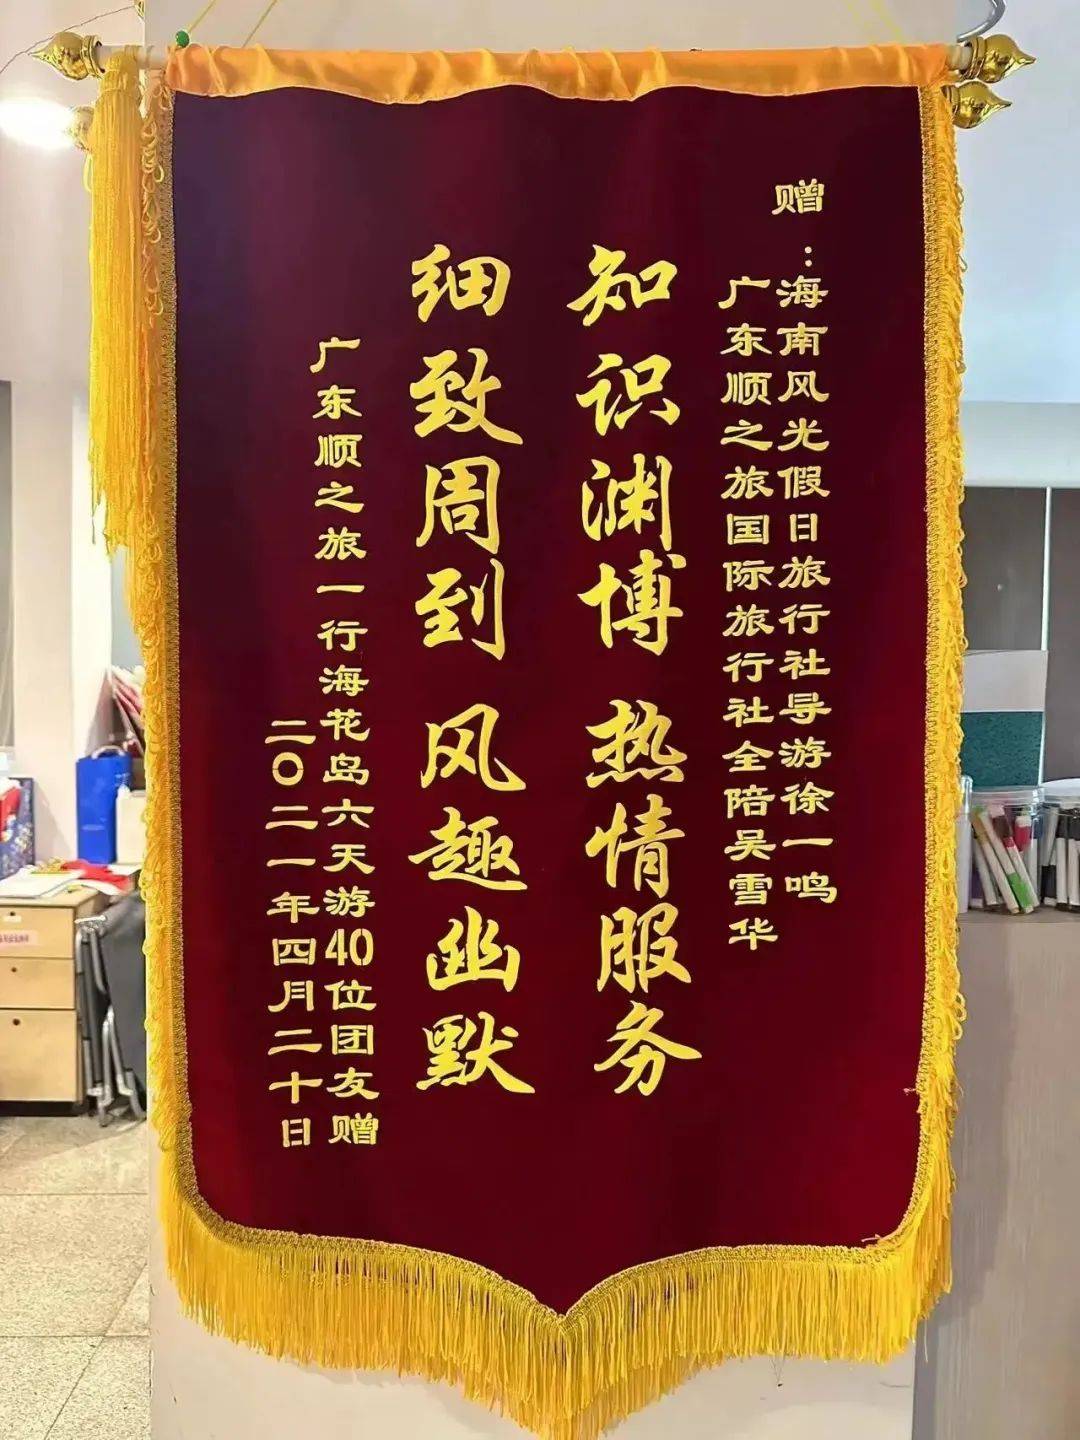 赠:海南风光假日旅行社导游徐一鸣
广东顺之旅国际旅行社全陪吴雪华
知识渊博 热情服务
细致周到 风趣幽默
广东顺之旅一行海花岛六天游40位团友赠
二〇二一年四月二十日